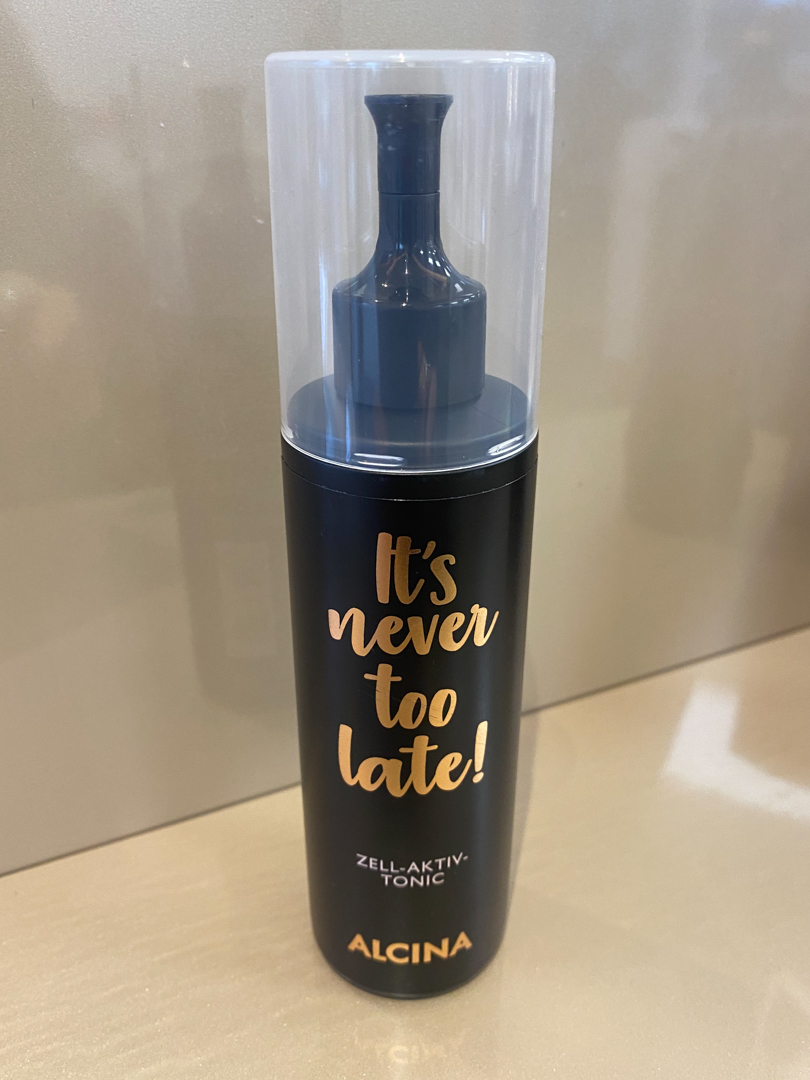 It's
never
too
late!
ZELL-AKTIV-
TONIC
ALCINA